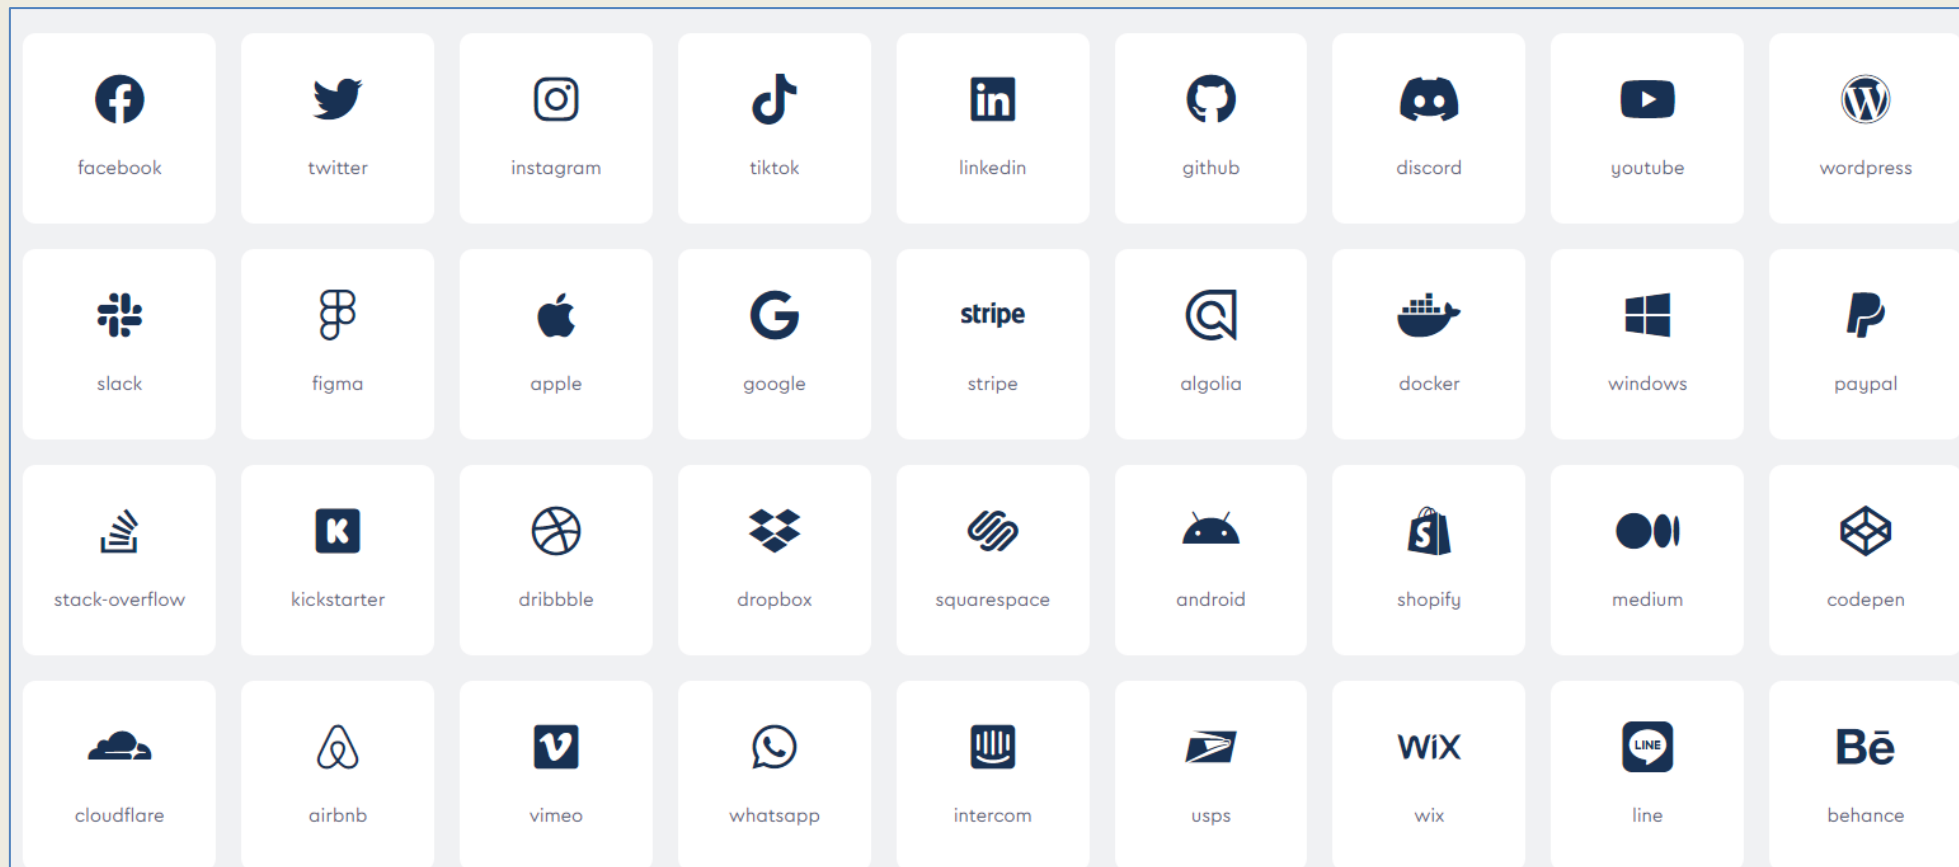 facebook
twitter
instagram
tiktok
in
linkedin
github
discord
youtube
W
wordpress
slack
figma
apple
G
google
stripe
stripe
algolia
docker
windows
P
paypal
stack-overflow
K
kickstarter
dribbble
dropbox
squarespace
android
S
shopify
medium
codepen
cloudflare
airbnb
V
vimeo
whatsapp
intercom
usps
WiX
wix
LINE
line
Bē
behance